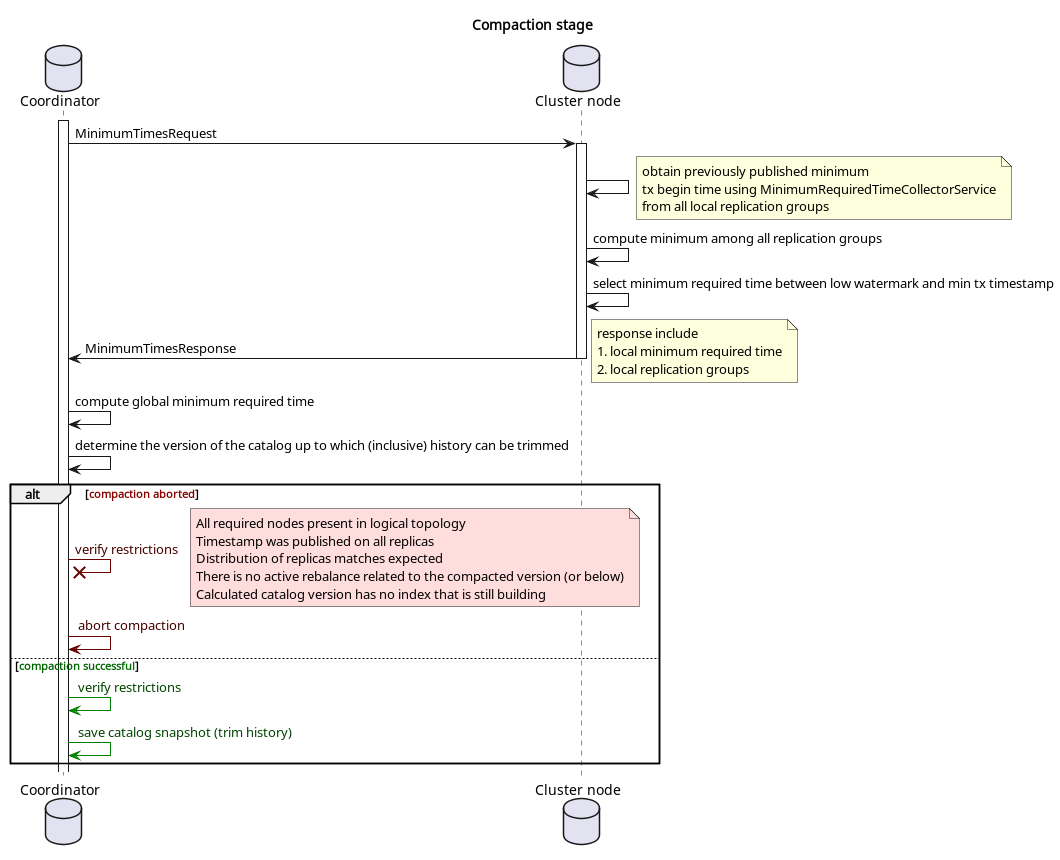 Compaction stage
Coordinator
Cluster node
MinimumTimesRequest
obtain previously published minimum
tx begin time using MinimumRequiredTimeCollectorService
from all local replication groups
compute minimum among all replication groups
select minimum required time between low watermark and min tx timestamp
response include
1. local minimum required time
2. local replication groups
MinimumTimesResponse
compute global minimum required time
determine the version of the catalog up to which (inclusive) history can be trimmed
alt
[compaction aborted]
All required nodes present in logical topology
Timestamp was published on all replicas
Distribution of replicas matches expected
There is no active rebalance related to the compacted version (or below)
Calculated catalog version has no index that is still building
verify restrictions
abort compaction
[compaction successful]
verify restrictions
save catalog snapshot (trim history)
Coordinator
Cluster node